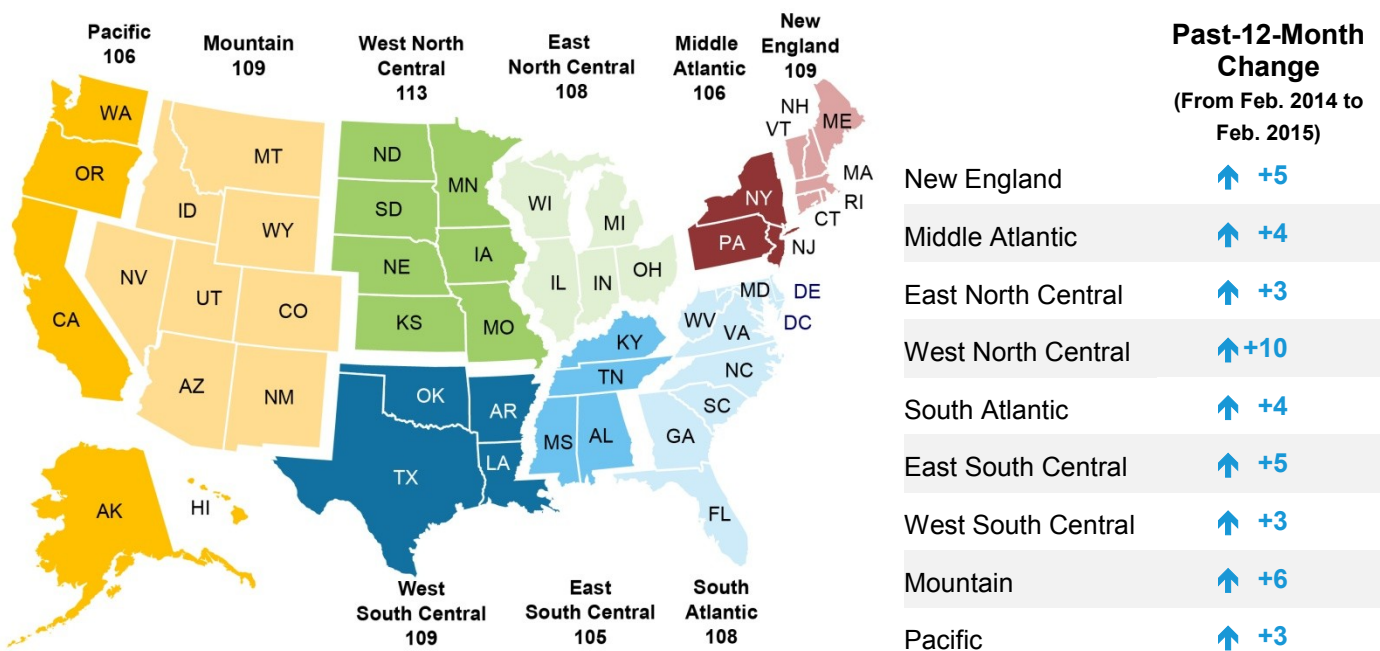 Pacific
106
Mountain
109
West North
Central
113
East
North Central
108
Middle
Atlantic
106
New
England
109
WA
OR
CA
AK
HI
MT
ID
WY
NV
UT
CO
AZ
NM
ND
SD
NE
KS
MN
IA
MO
WI
MI
IL
IN
OH
NY
PA
NJ
NH
VT
ME
MA
RI
CT
MD
DE
DC
WV
VA
NC
SC
GA
FL
KY
TN
MS
AL
OK
AR
TX
LA
West
South Central
109
East
South Central
105
South
Atlantic
108
Past-12-Month
Change
(From Feb. 2014 to
Feb. 2015)
New England +5
Middle Atlantic +4
East North Central +3
West North Central +10
South Atlantic +4
East South Central +5
West South Central +3
Mountain +6
Pacific +3